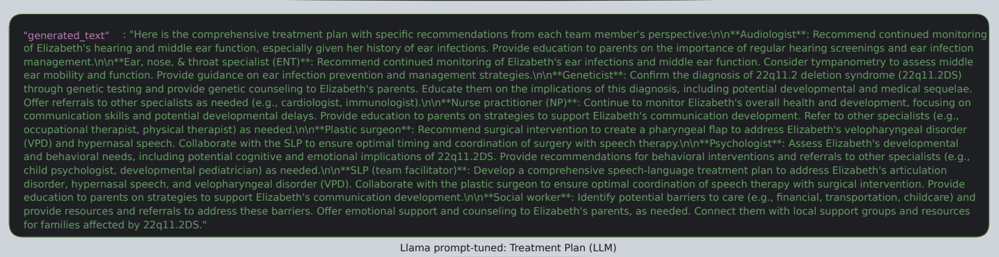 "generated_text" : "Here is the comprehensive treatment plan with specific recommendations from each team member's perspective:\n\n**Audiologist**: Recommend continued monitoring
of Elizabeth's hearing and middle ear function, especially given her history of ear infections. Provide education to parents on the importance of regular hearing screenings and ear infection
management.\n\n**Ear, nose, & throat specialist (ENT)**: Recommend continued monitoring of Elizabeth's ear infections and middle ear function. Consider tympanometry to assess middle
ear mobility and function. Provide guidance on ear infection prevention and management strategies.\n\n**Geneticist**: Confirm the diagnosis of 22q11.2 deletion syndrome (22q11.2DS)
through genetic testing and provide genetic counseling to Elizabeth's parents. Educate them on the implications of this diagnosis, including potential developmental and medical sequelae.
Offer referrals to other specialists as needed (e.g., cardiologist, immunologist).\n\n**Nurse practitioner (NP)**: Continue to monitor Elizabeth's overall health and development, focusing on
communication skills and potential developmental delays. Provide education to parents on strategies to support Elizabeth's communication development. Refer to other specialists (e.g.,
occupational therapist, physical therapist) as needed.\n\n**Plastic surgeon**: Recommend surgical intervention to create a pharyngeal flap to address Elizabeth's velopharyngeal disorder
(VPD) and hypernasal speech. Collaborate with the SLP to ensure optimal timing and coordination of surgery with speech therapy.\n\n**Psychologist**: Assess Elizabeth's developmental
and behavioral needs, including potential cognitive and emotional implications of 22q11.2DS. Provide recommendations for behavioral interventions and referrals to other specialists (e.g.,
child psychologist, developmental pediatrician) as needed.\n\n**SLP (team facilitator)**: Develop a comprehensive speech-language treatment plan to address Elizabeth's articulation
disorder, hypernasal speech, and velopharyngeal disorder (VPD). Collaborate with the plastic surgeon to ensure optimal coordination of speech therapy with surgical intervention. Provide
education to parents on strategies to support Elizabeth's communication development.\n\n**Social worker**: Identify potential barriers to care (e.g., financial, transportation, childcare) and
provide resources and referrals to address these barriers. Offer emotional support and counseling to Elizabeth's parents, as needed. Connect them with local support groups and resources
for families affected by 22q11.2DS."
Llama prompt-tuned: Treatment Plan (LLM)